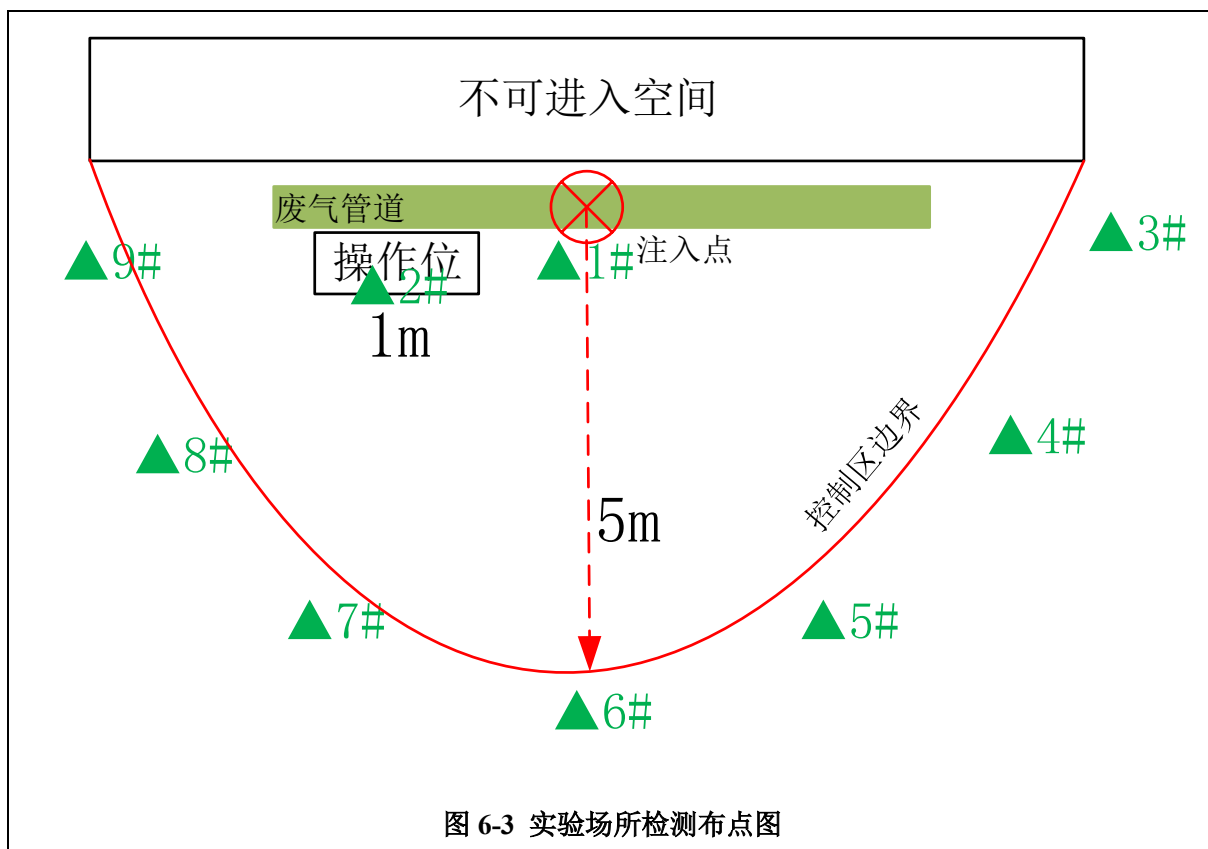 不可进入空间
废气管道
操作位
1#
注入点
3#
9#
2#
1m
4#
控制区边界
8#
5m
7#
5#
6#
图 6-3 实验场所检测布点图